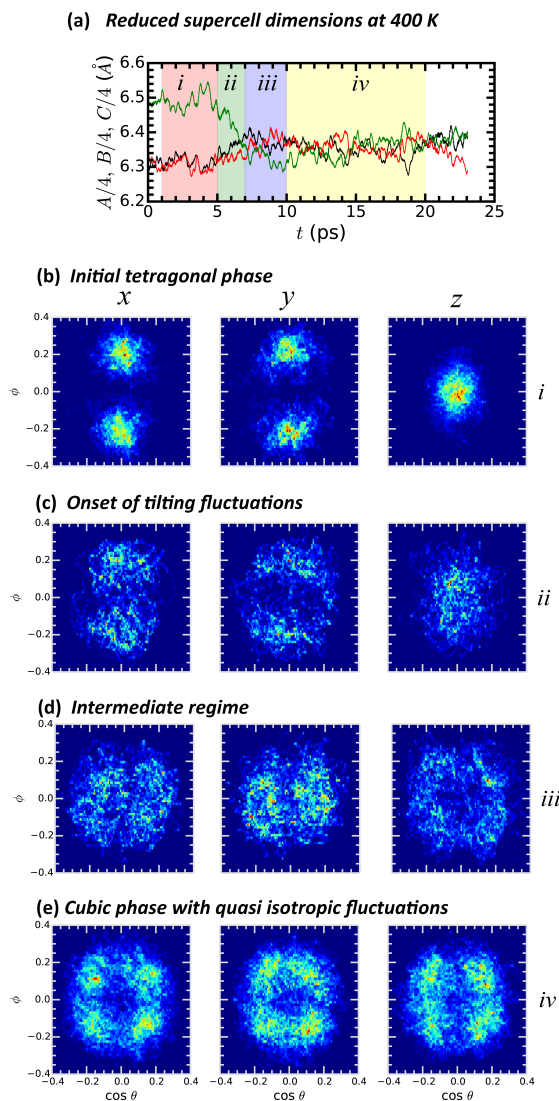 (a) Reduced supercell dimensions at 400 K
6.6
6.5
6.4
6.3
6.2
A/4, B/4, C/4 (Å)
i ii iii iv
0 5 10 15 20 25
t (ps)
(b) Initial tetragonal phase
x y z
0.4
0.2
0.0
−0.2
−0.4
ϕ
i
(c) Onset of tilting fluctuations
0.4
0.2
0.0
−0.2
−0.4
ϕ
ii
(d) Intermediate regime
0.4
0.2
0.0
−0.2
−0.4
ϕ
iii
(e) Cubic phase with quasi isotropic fluctuations
0.4
0.2
0.0
−0.2
−0.4
ϕ
iv
−0.4 −0.2 0.0 0.2 0.4 −0.4 −0.2 0.0 0.2 0.4 −0.4 −0.2 0.0 0.2 0.4
cos θ cos θ cos θ